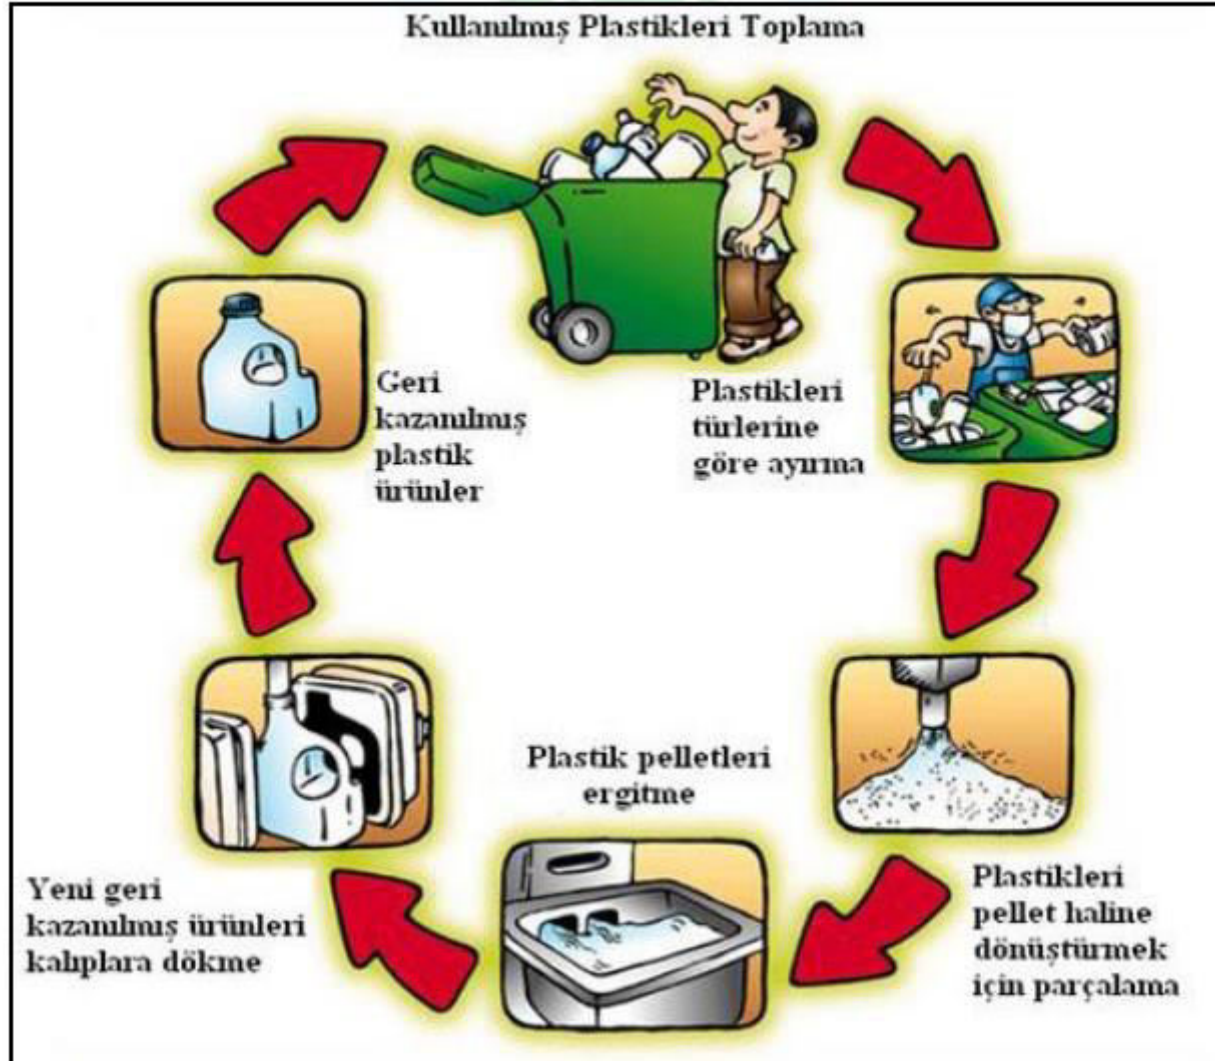 Kullanılmış Plastikleri Toplama
Plastikleri
türlerine
göre ayırma
Plastikleri
pellet haline
dönüştürmek
için parçalama
Plastik pelletleri
ergitme
Yeni geri
kazanılmış ürünleri
kalıplara dökme
Geri
kazanılmış
plastik
ürünler